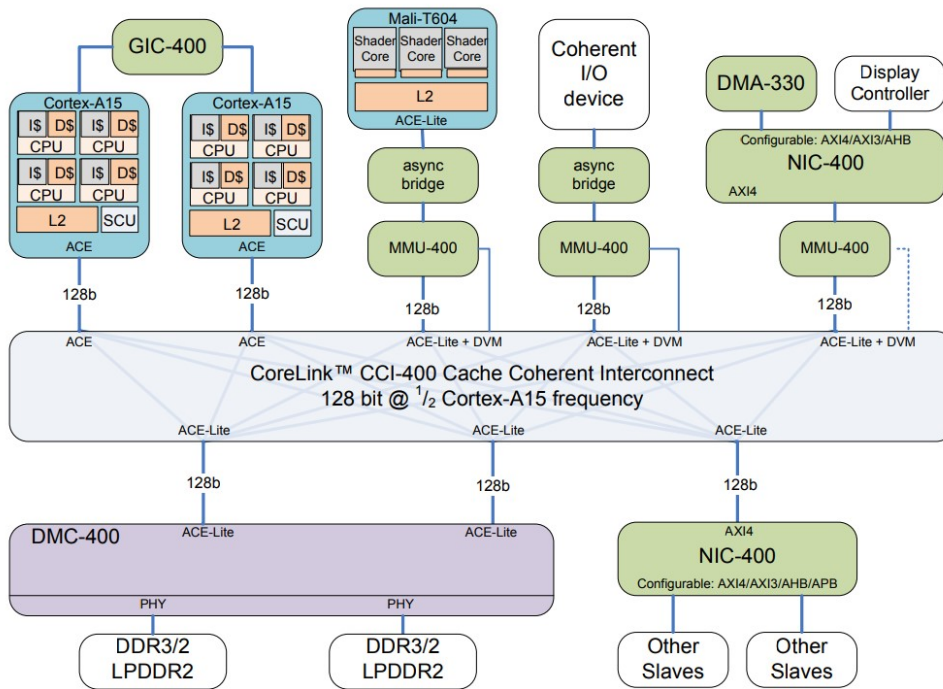 GIC-400
Cortex-A15
I$ D$ I$ D$
CPU CPU
I$ D$ I$ D$
CPU CPU
L2 SCU
ACE
128b
Cortex-A15
I$ D$ I$ D$
CPU CPU
I$ D$ I$ D$
CPU CPU
L2 SCU
ACE
128b
Mali-T604
Shader Core
Shader Core
Shader Core
L2
ACE-Lite
async
bridge
MMU-400
128b
Coherent
I/O
device
async
bridge
MMU-400
128b
DMA-330
Display
Controller
Configurable: AXI4/AXI3/AHB
NIC-400
AXI4
MMU-400
128b
ACE
ACE
ACE-Lite + DVM
ACE-Lite + DVM
ACE-Lite + DVM
CoreLink™ CCI-400 Cache Coherent Interconnect
128 bit @ 1/2 Cortex-A15 frequency
ACE-Lite
ACE-Lite
ACE-Lite
128b
128b
128b
ACE-Lite
ACE-Lite
DMC-400
PHY
PHY
DDR3/2
LPDDR2
DDR3/2
LPDDR2
AXI4
NIC-400
Configurable: AXI4/AXI3/AHB/APB
Other
Slaves
Other
Slaves